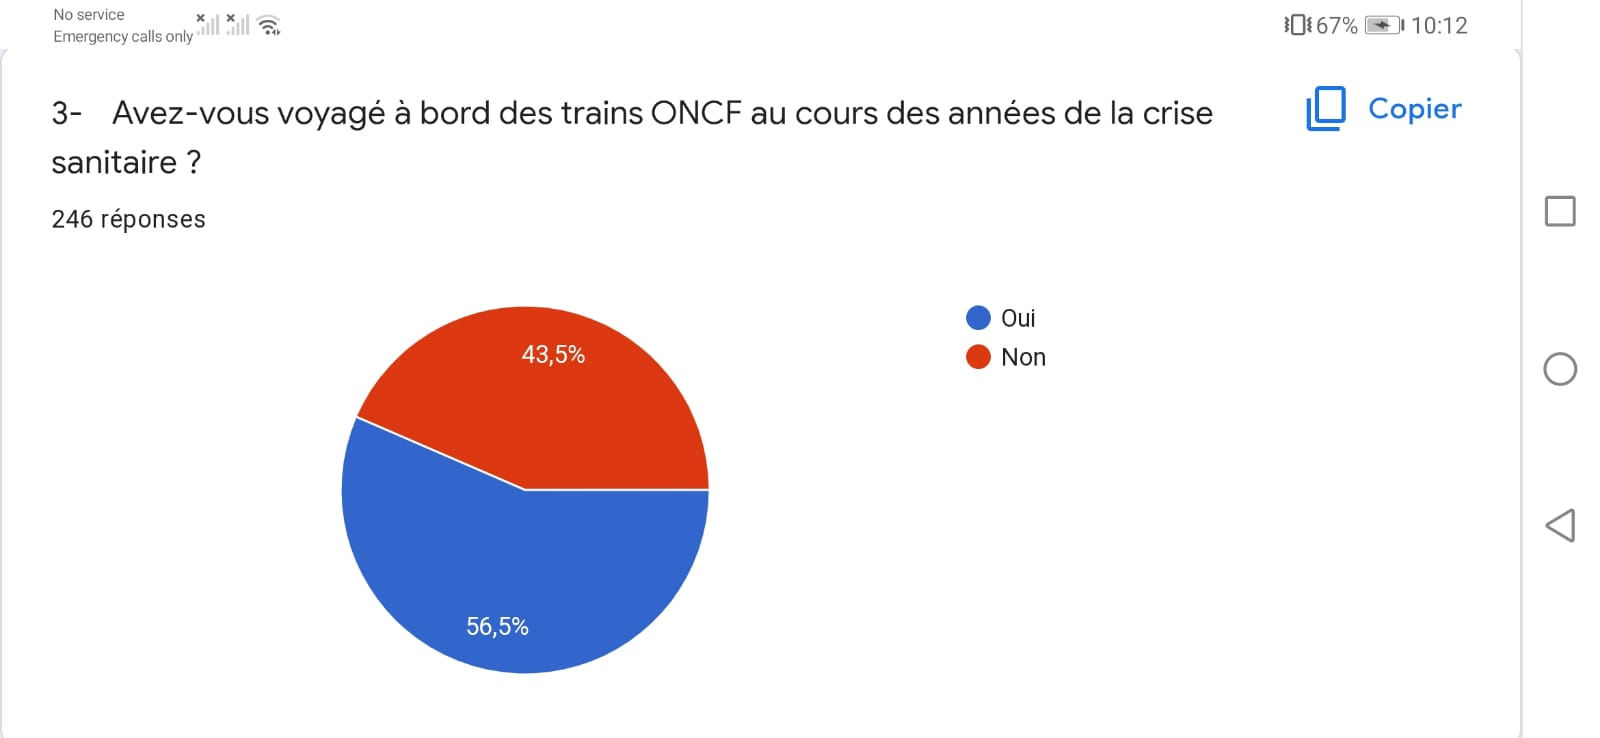 No service
Emergency calls only
67% 10:12
3- Avez-vous voyagé à bord des trains ONCF au cours des années de la crise
sanitaire ?
Copier
246 réponses
Oui
Non
43,5%
56,5%